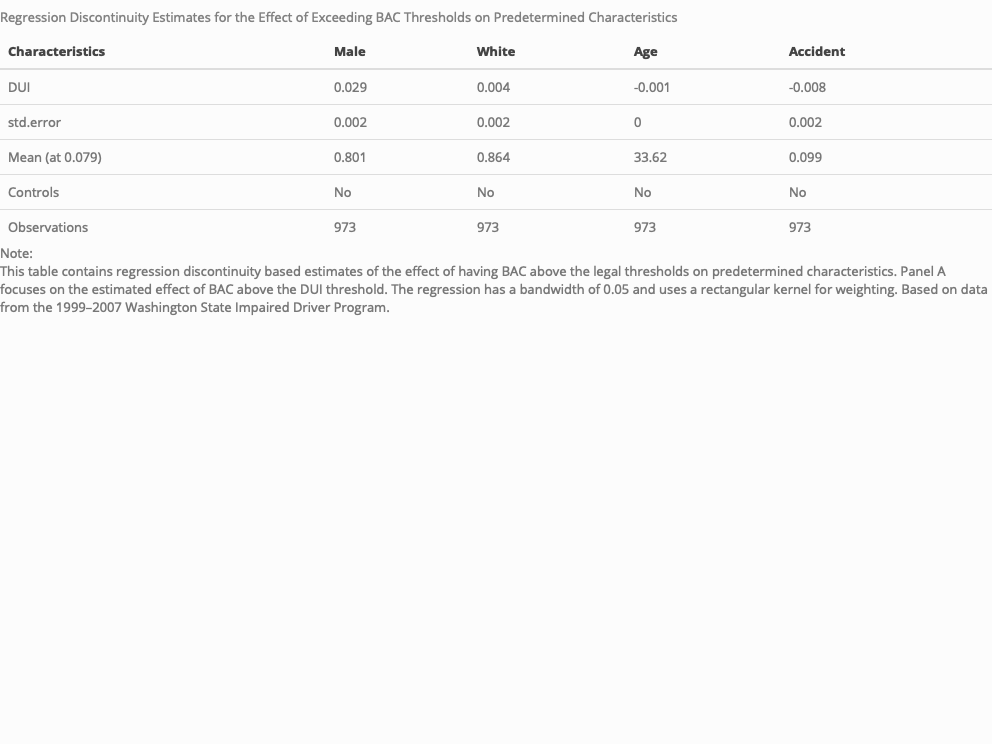 Regression Discontinuity Estimates for the Effect of Exceeding BAC Thresholds on Predetermined Characteristics
Characteristics Male White Age Accident
DUI 0.029 0.004 -0.001 -0.008
std.error 0.002 0.002 0 0.002
Mean (at 0.079) 0.801 0.864 33.62 0.099
Controls No No No No
Observations 973 973 973 973
Note:
This table contains regression discontinuity based estimates of the effect of having BAC above the legal thresholds on predetermined characteristics. Panel A
focuses on the estimated effect of BAC above the DUI threshold. The regression has a bandwidth of 0.05 and uses a rectangular kernel for weighting. Based on data
from the 1999–2007 Washington State Impaired Driver Program.